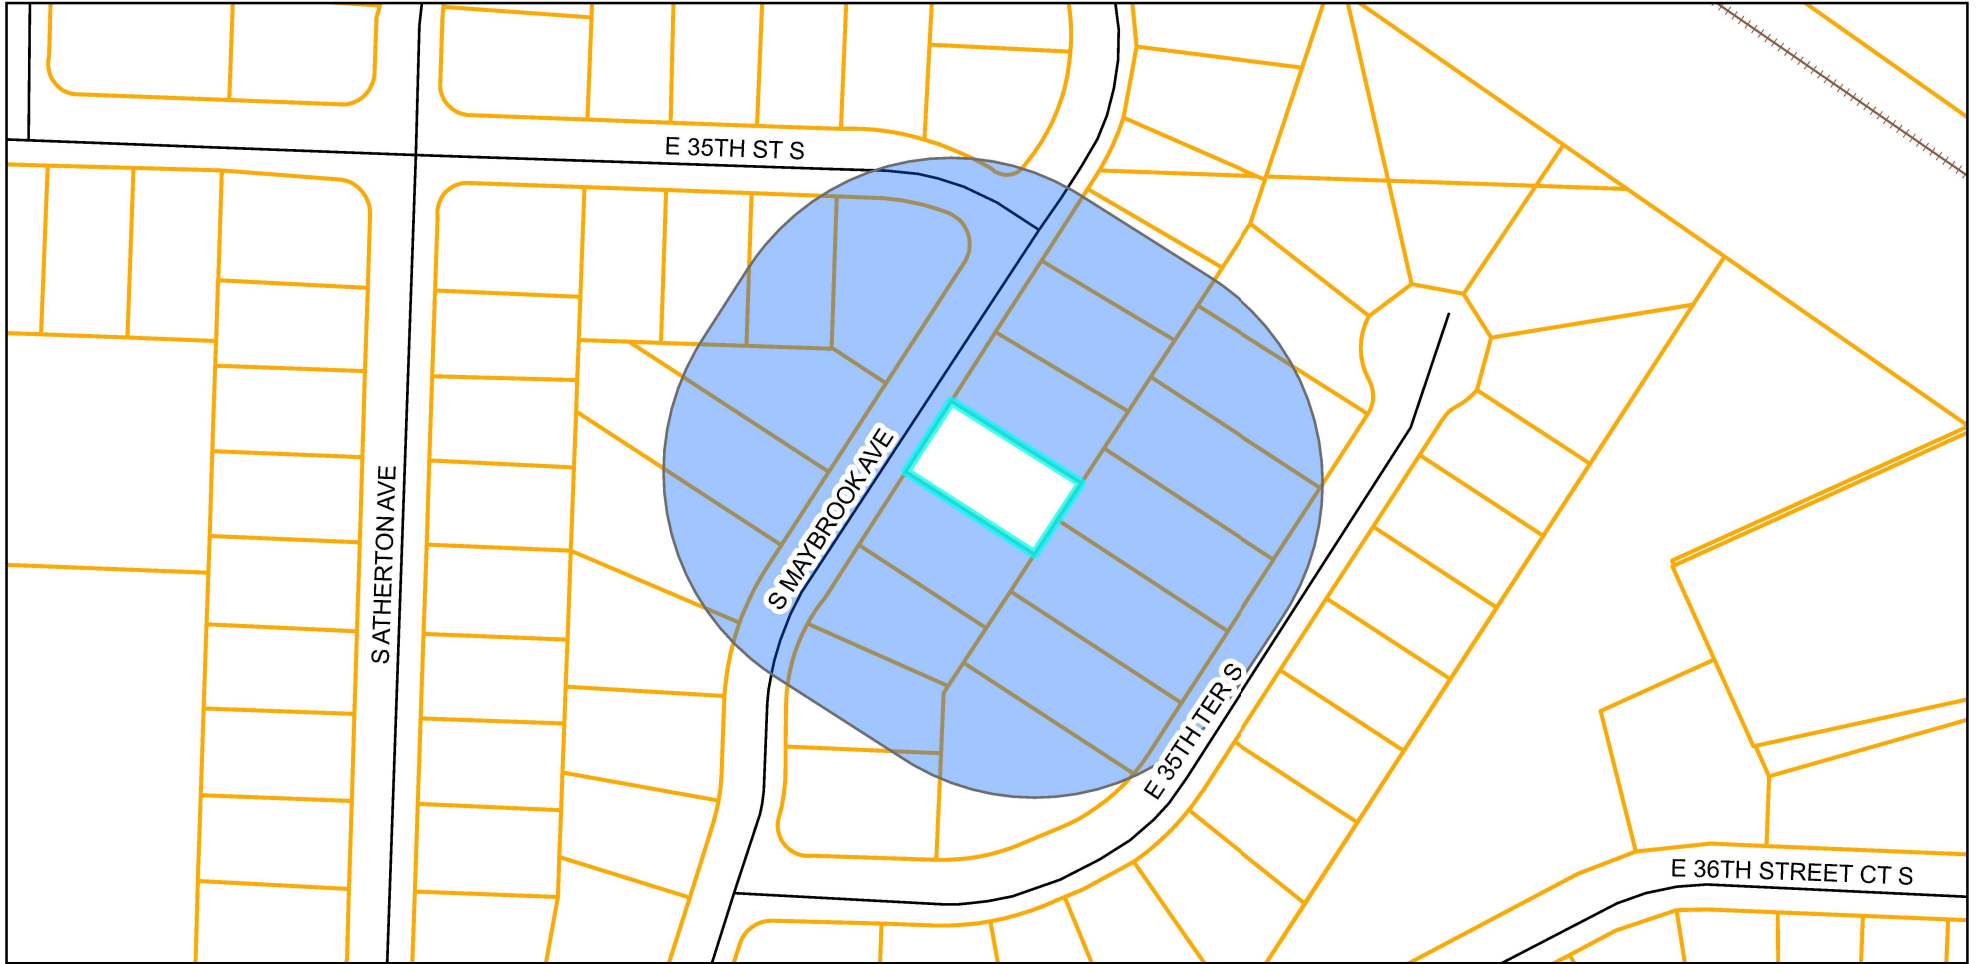 E 35TH ST S
S MAYBROOK AVE
S ATHERTON AVE
E 35TH TER S
E 36TH STREET CT S